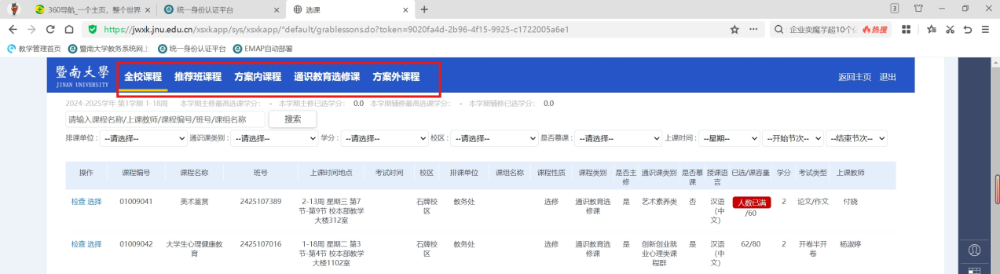 360导航_一个主页，整个世界 × 统一身份认证平台 × 选课 × + 3
https://jwxk.jnu.edu.cn/xsxkapp/sys/xsxkapp/*default/grablessons.do?token=9020fa4d-2b96-4f15-9925-c1722005a6e1 ··· 企业卖魔芋超10个亿 热搜
教学管理首页 暨南大学教务系统网上 统一身份认证平台 EMAP自动部署
暨南大學 全校课程 推荐班课程 方案内课程 通识教育选修课 方案外课程 返回主页 退出
JINAN UNIVERSITY
2024-2025学年 第1学期 1-18周 本学期主修最高选课学分： - 本学期主修已选学分： 0.0 本学期辅修最高选课学分： - 本学期辅修已选学分： 0.0
请输入课程名称/上课教师/课程编号/班号/课组名称 搜索
排课单位： --请选择-- 通识课类别： --请选择-- 学分： --请选择-- 校区： --请选择-- 是否慕课： --请选择-- 上课时间： --星期-- --开始节次-- --结束节次--
操作 课程编号 课程名称 班号 上课时间地点 考试时间 校区 排课单位 课组名称 课程性质 课程类别 是否主修 通识课类别 是否慕课 授课语言 已选/课容量 学分 考试类型 上课教师
检查 选择 01009041 美术鉴赏 2425107389 2-13周 星期三 第7节-第9节 校本部教学大楼312室 石牌校区 教务处 选修 通识教育选修课 是 艺术素养类 否 汉语（中文） 人数已满/60 2 论文/作文 付娆
检查 选择 01009042 大学生心理健康教育 2425107016 1-18周 星期二 第3节-第4节 校本部教学大楼1102室 石牌校区 教务处 选修 通识教育选修课 是 创新创业就业心理类课程群 是 汉语（中文） 62/80 2 开卷半开卷 杨淑婷